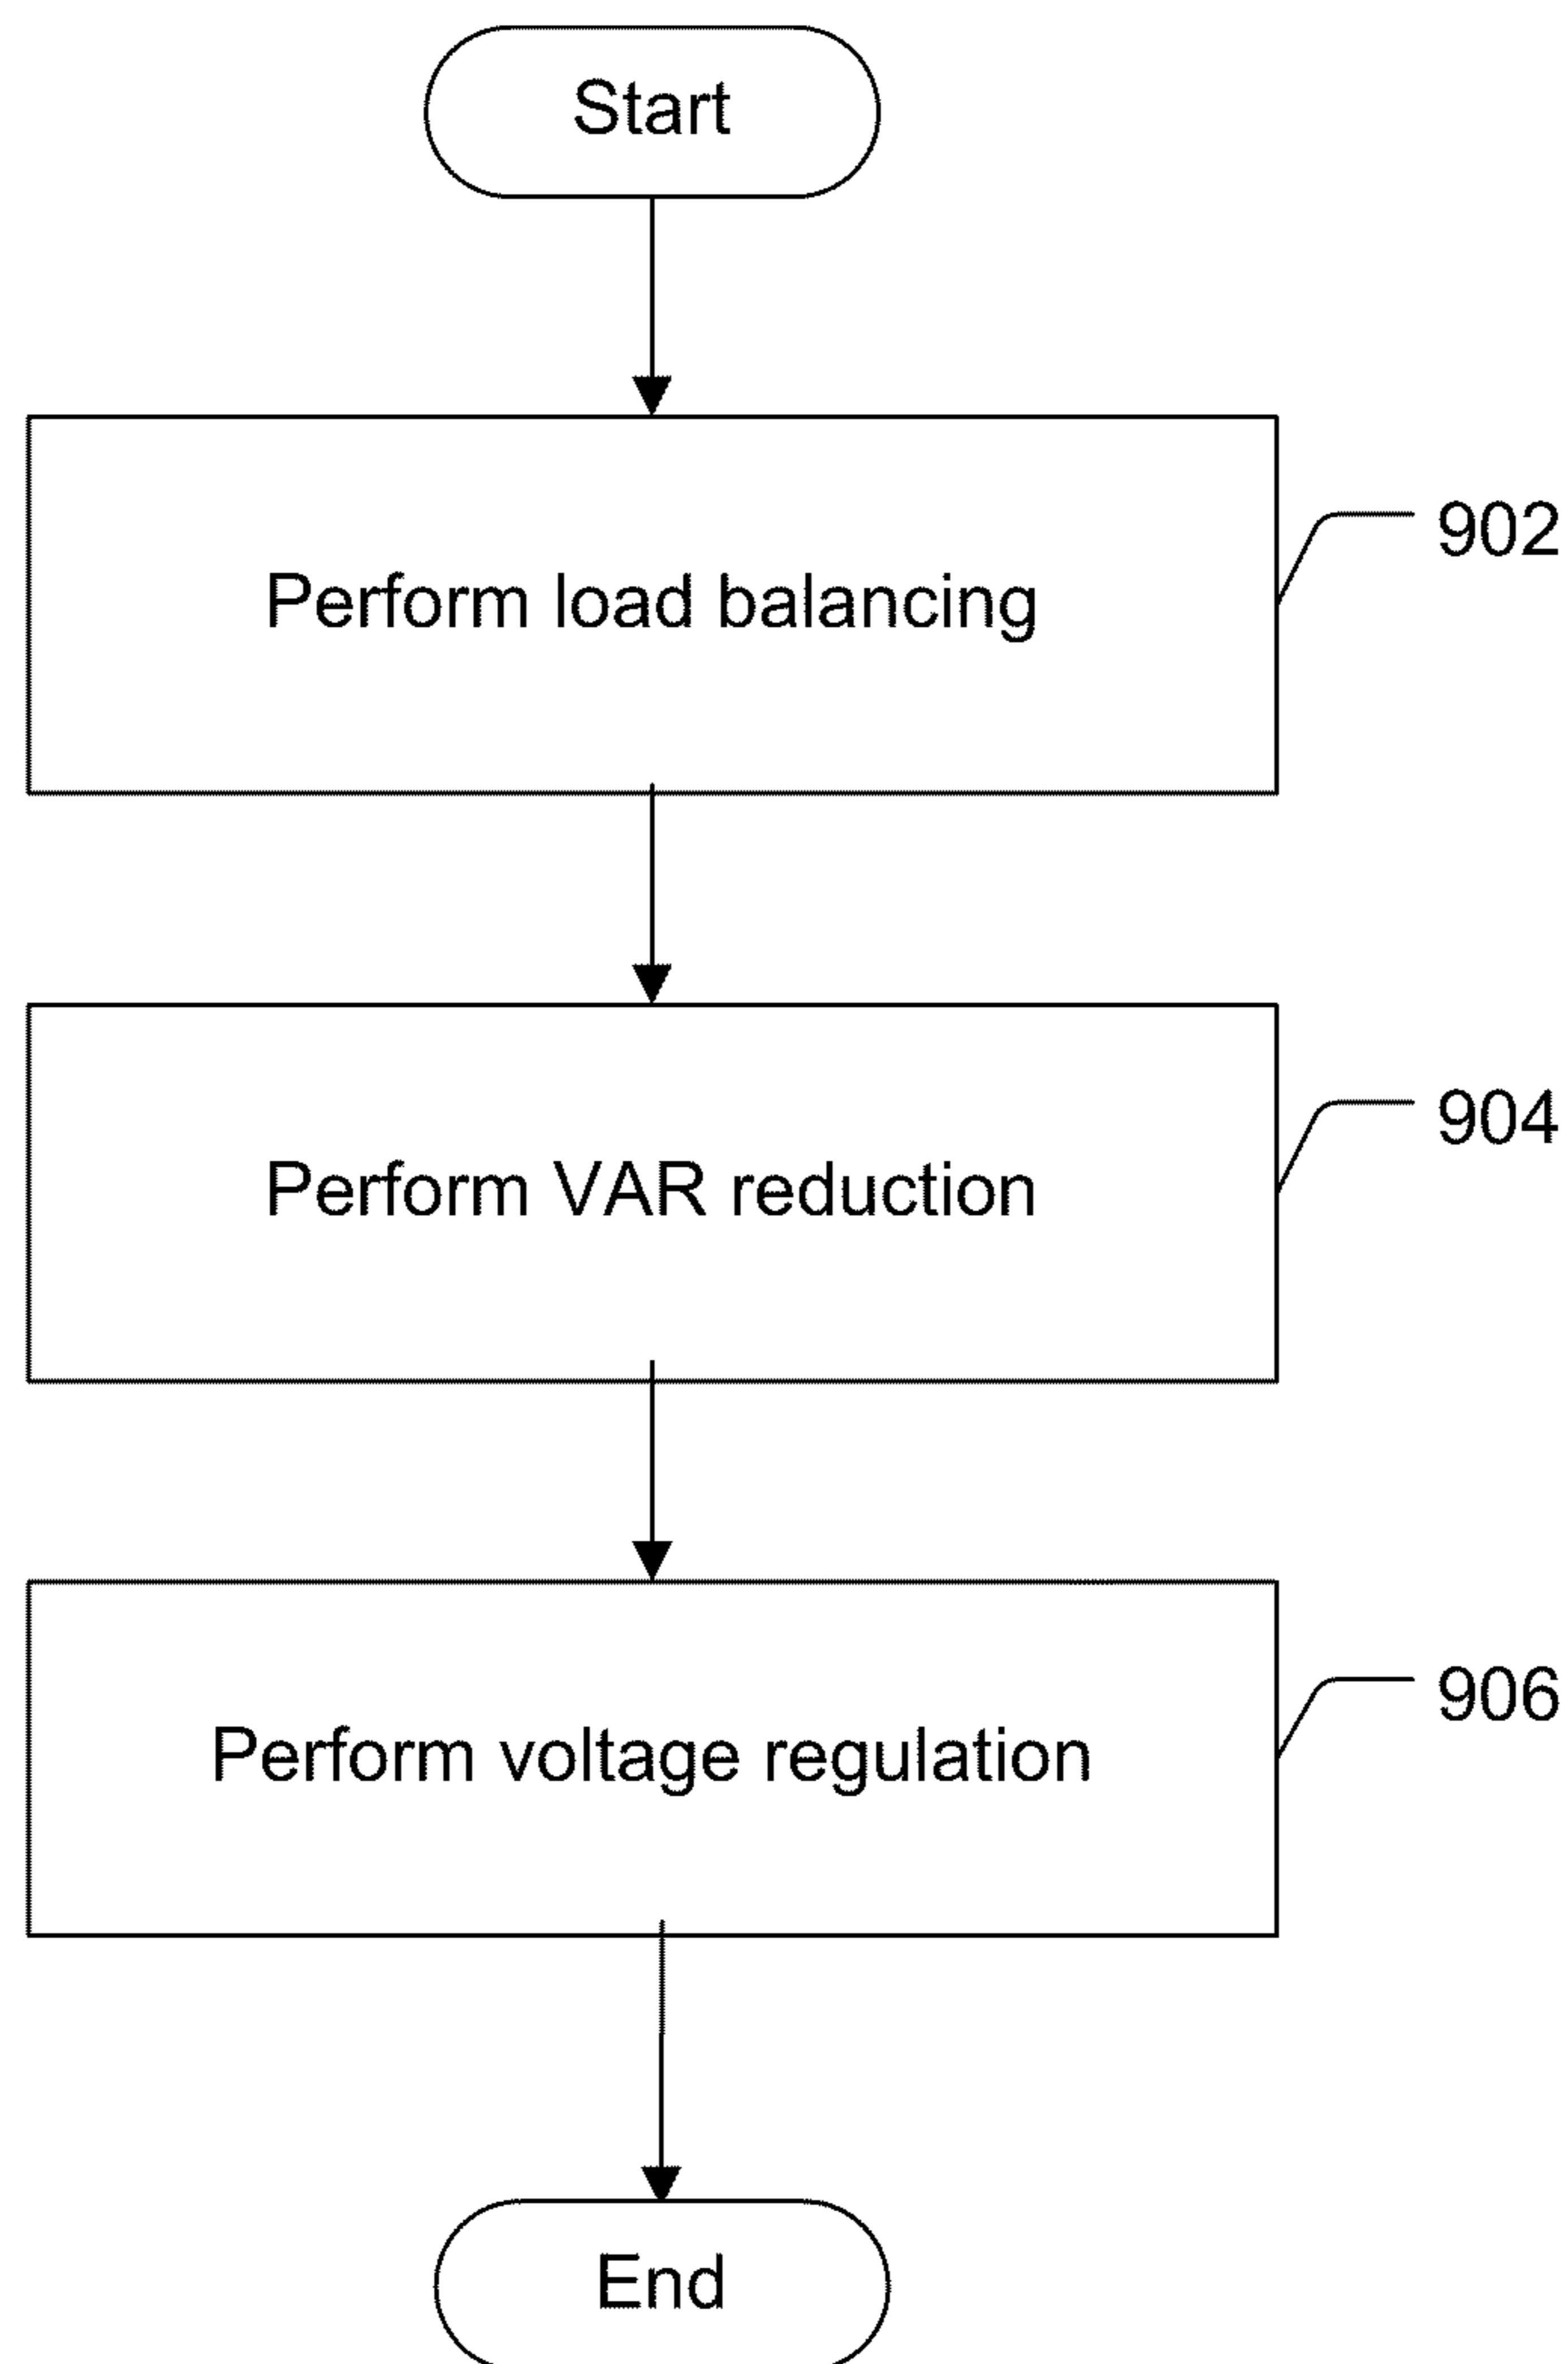 Start
Perform load balancing
902
Perform VAR reduction
904
Perform voltage regulation
906
End